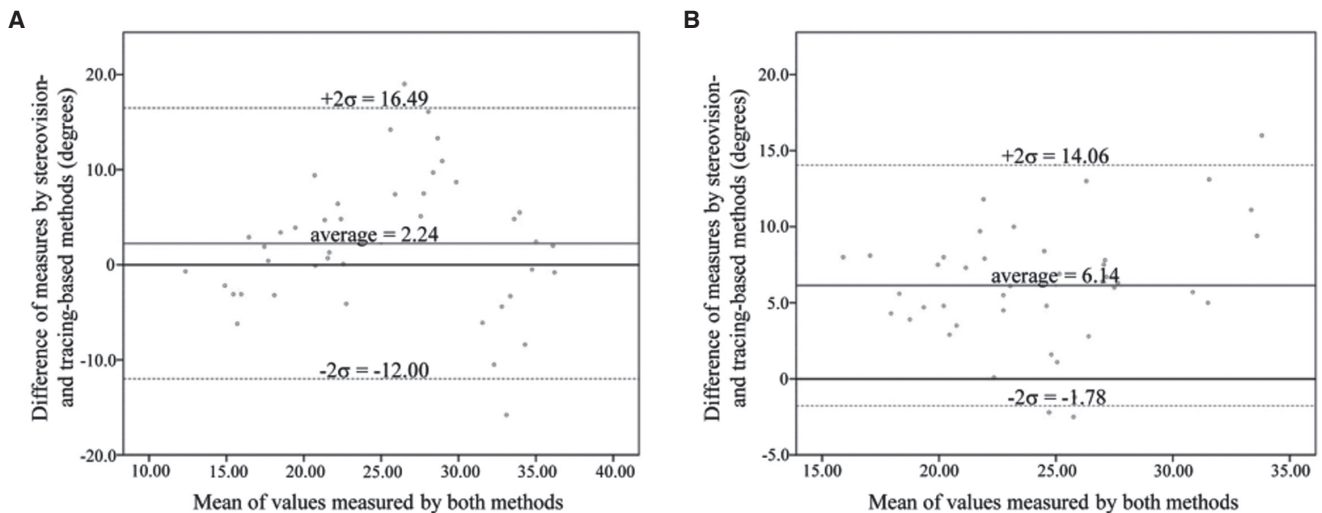 A
Difference of measures by stereovision-
and tracing-based methods (degrees)
20.0
10.0
0
-10.0
-20.0
+2σ = 16.49
average = 2.24
-2σ = -12.00
10.00 15.00 20.00 25.00 30.00 35.00 40.00
Mean of values measured by both methods
B
Difference of measures by stereovision-
and tracing-based methods (degrees)
20.0
15.0
10.0
5.0
0
-5.0
+2σ = 14.06
average = 6.14
-2σ = -1.78
15.00 20.00 25.00 30.00 35.00
Mean of values measured by both methods